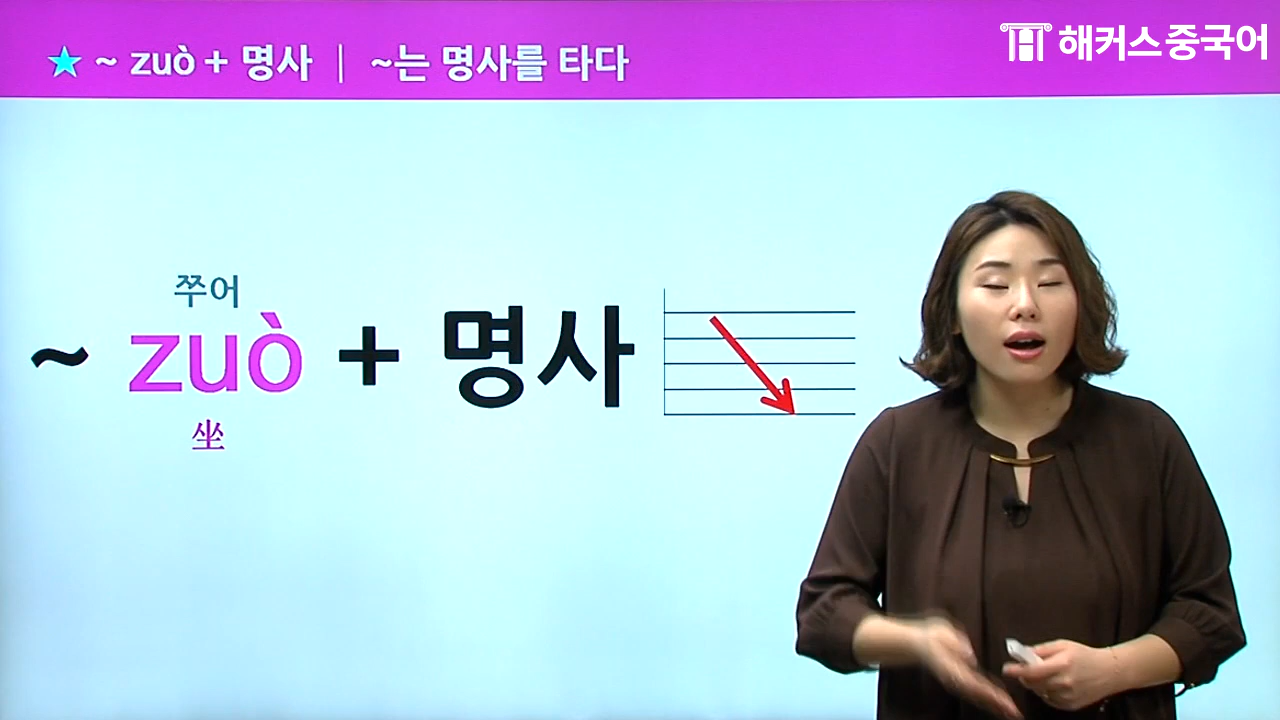 ★ ~ zuò + 명사 | ~는 명사를 타다
해커스중국어
쭈어
~ zuò + 명사
坐